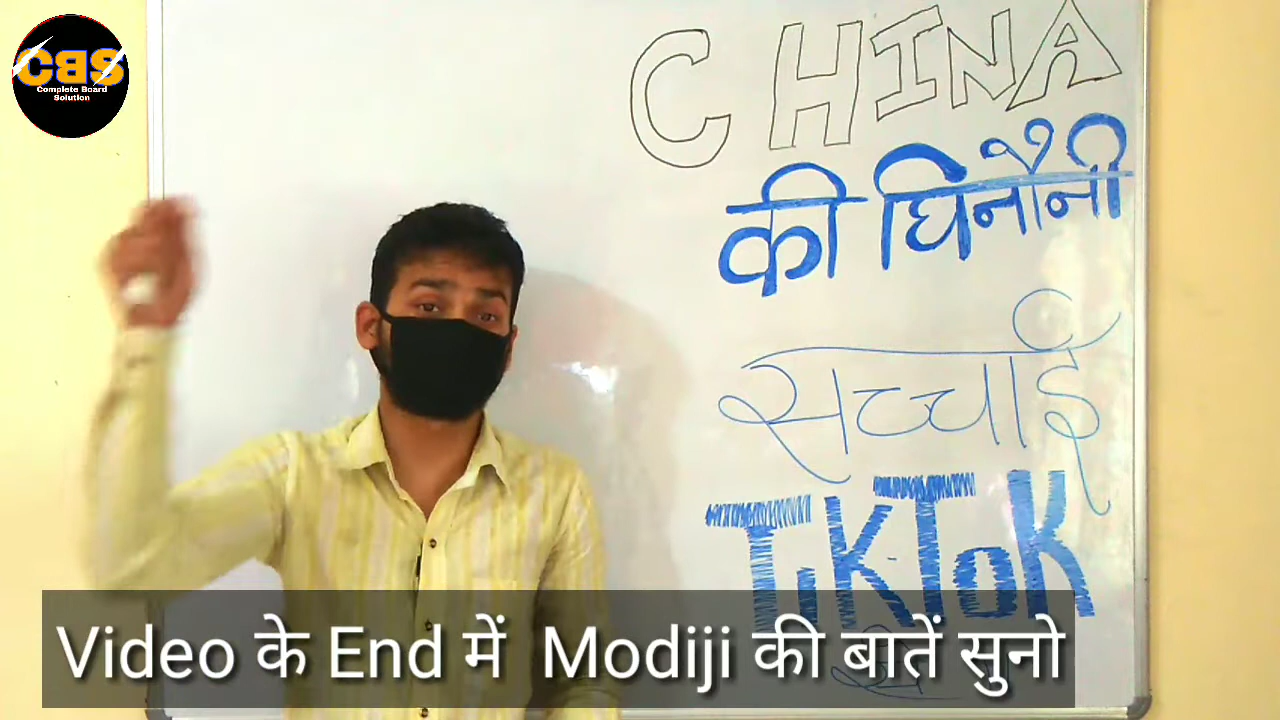 CBS
Complete Board
Solution
CHINA
की घिनौनी
सच्चाई
TikToK
Video के End में Modiji की बातें सुनो